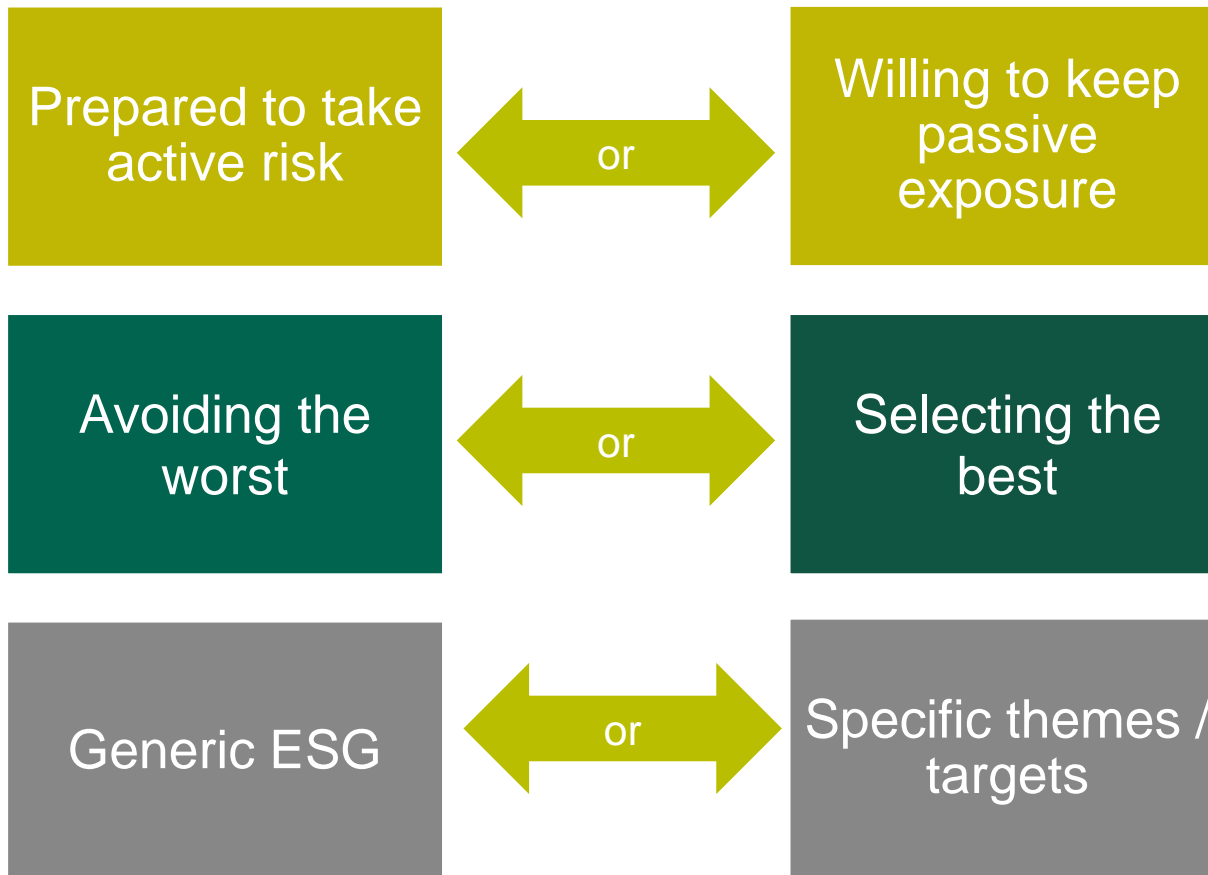 Prepared to take
active risk
or
Willing to keep
passive
exposure
Avoiding the
worst
or
Selecting the
best
Generic ESG
or
Specific themes /
targets